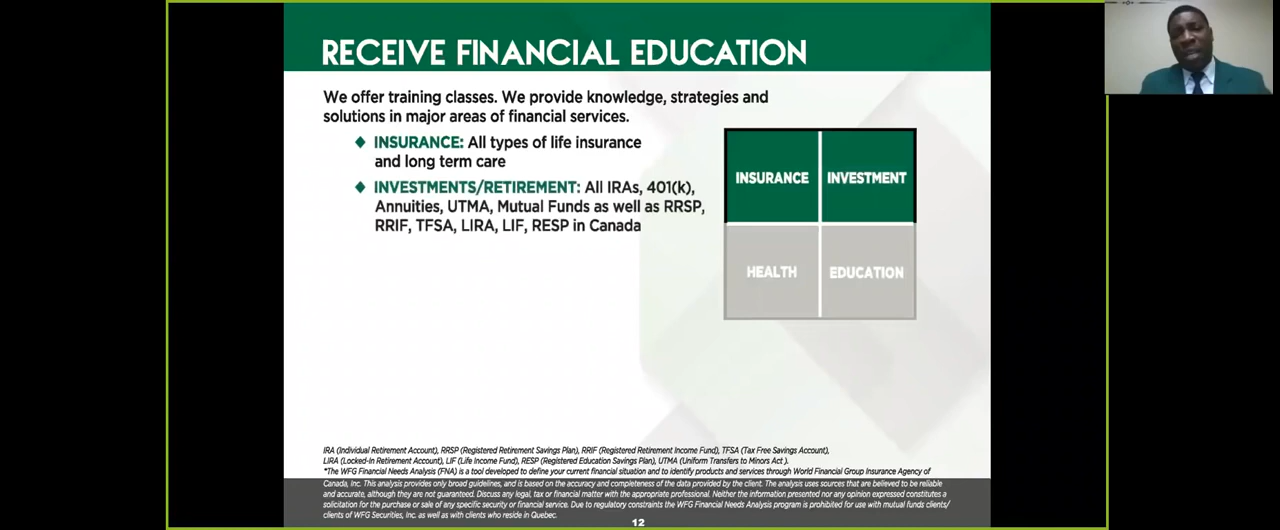 RECEIVE FINANCIAL EDUCATION
We offer training classes. We provide knowledge, strategies and
solutions in major areas of financial services.
INSURANCE: All types of life insurance
and long term care
INVESTMENTS/RETIREMENT: All IRAs, 401(k),
Annuities, UTMA, Mutual Funds as well as RRSP,
RRIF, TFSA, LIRA, LIF, RESP in Canada
INSURANCE INVESTMENT
HEALTH EDUCATION
IRA (Individual Retirement Account), RRSP (Registered Retirement Savings Plan), RRIF (Registered Retirement Income Fund), TFSA (Tax Free Savings Account),
LIRA (Locked-In Retirement Account), LIF (Life Income Fund), RESP (Registered Education Savings Plan), UTMA (Uniform Transfers to Minors Act ).
*The WFG Financial Needs Analysis (FNA) is a tool developed to define your current financial situation and to identify products and services through World Financial Group Insurance Agency of
Canada, Inc. This analysis provides only broad guidelines, and is based on the accuracy and completeness of the data provided by the client. The analysis uses sources that are believed to be reliable
and accurate, although they are not guaranteed. Discuss any legal, tax or financial matter with the appropriate professional. Neither the information presented nor any opinion expressed constitutes a
solicitation for the purchase or sale of any specific security or financial service. Due to regulatory constraints the WFG Financial Needs Analysis program is prohibited for use with mutual funds clients/
clients of WFG Securities, Inc. as well as with clients who reside in Quebec.
12